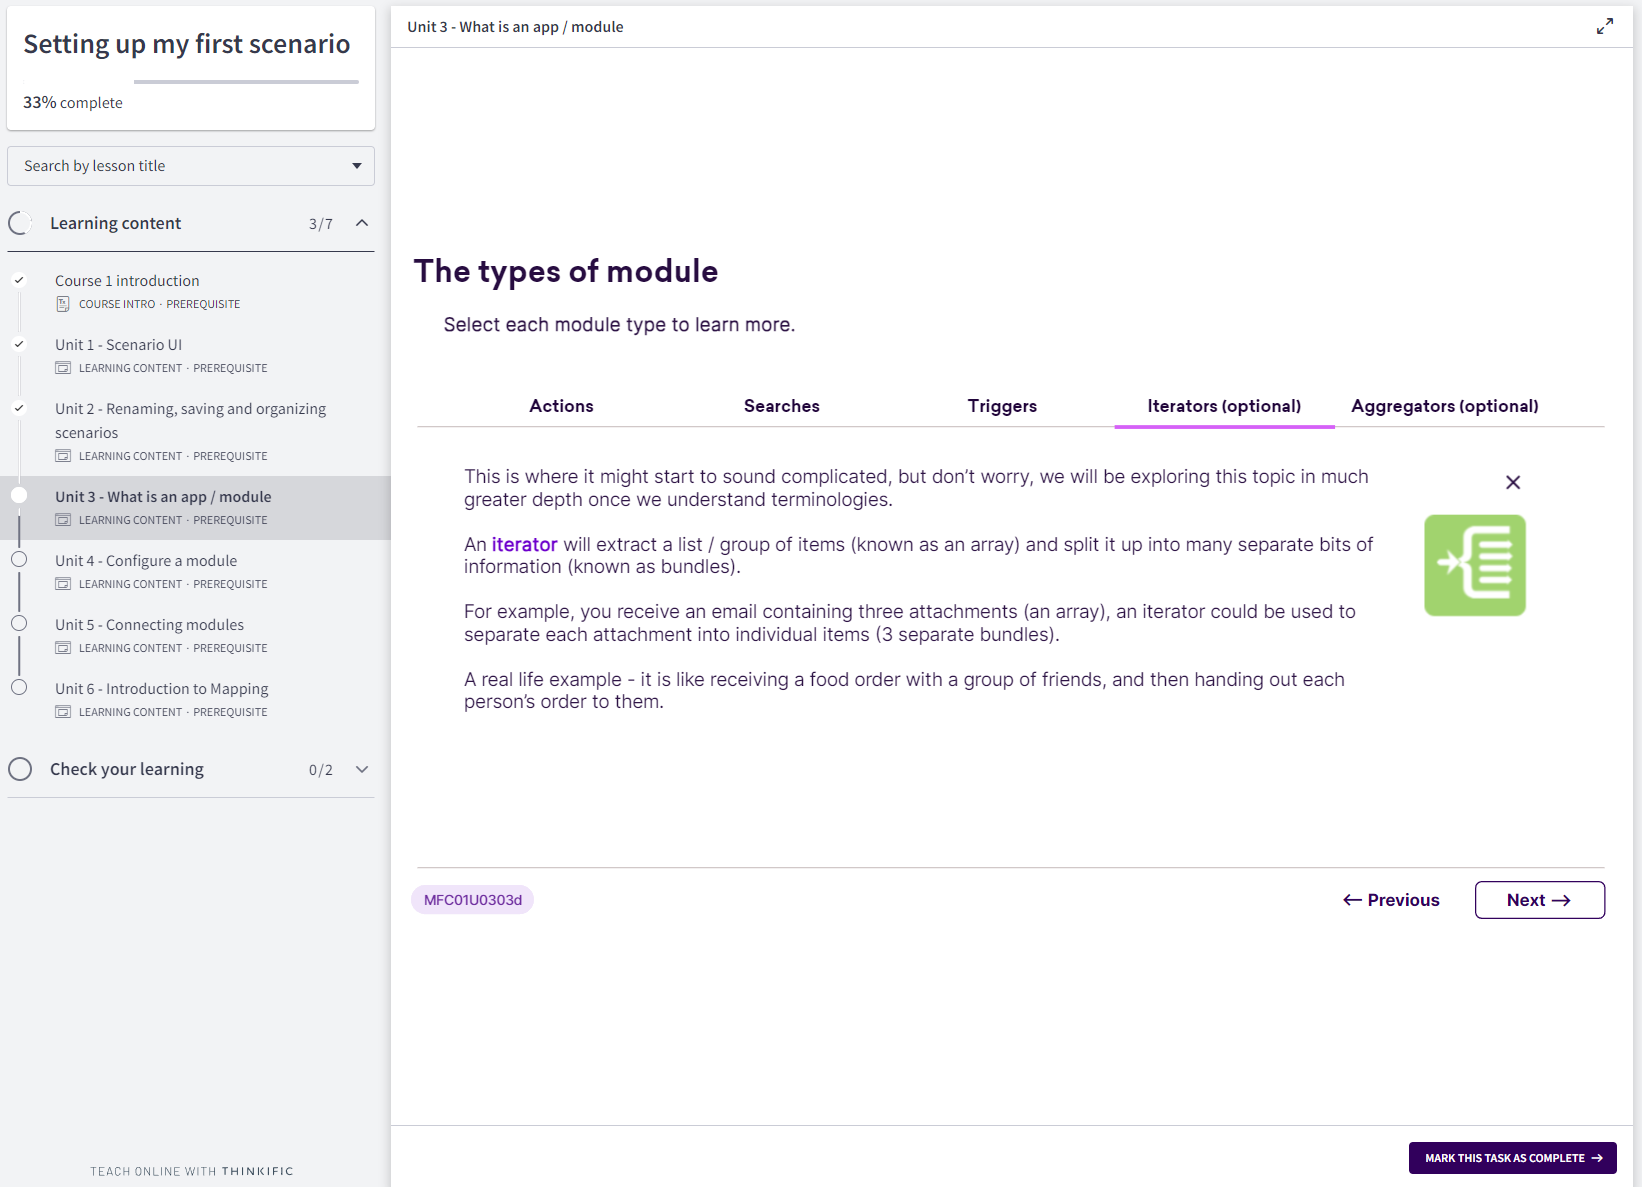 Setting up my first scenario
33% complete
Search by lesson title
Learning content 3/7
Course 1 introduction
COURSE INTRO · PREREQUISITE
Unit 1 - Scenario UI
LEARNING CONTENT · PREREQUISITE
Unit 2 - Renaming, saving and organizing
scenarios
LEARNING CONTENT · PREREQUISITE
Unit 3 - What is an app / module
LEARNING CONTENT · PREREQUISITE
Unit 4 - Configure a module
LEARNING CONTENT · PREREQUISITE
Unit 5 - Connecting modules
LEARNING CONTENT · PREREQUISITE
Unit 6 - Introduction to Mapping
LEARNING CONTENT · PREREQUISITE
Check your learning 0/2
TEACH ONLINE WITH THINKIFIC
Unit 3 - What is an app / module
The types of module
Select each module type to learn more.
Actions Searches Triggers Iterators (optional) Aggregators (optional)
This is where it might start to sound complicated, but don’t worry, we will be exploring this topic in much
greater depth once we understand terminologies.
An iterator will extract a list / group of items (known as an array) and split it up into many separate bits of
information (known as bundles).
For example, you receive an email containing three attachments (an array), an iterator could be used to
separate each attachment into individual items (3 separate bundles).
A real life example - it is like receiving a food order with a group of friends, and then handing out each
person’s order to them.
MFC01U0303d
← Previous Next →
MARK THIS TASK AS COMPLETE →